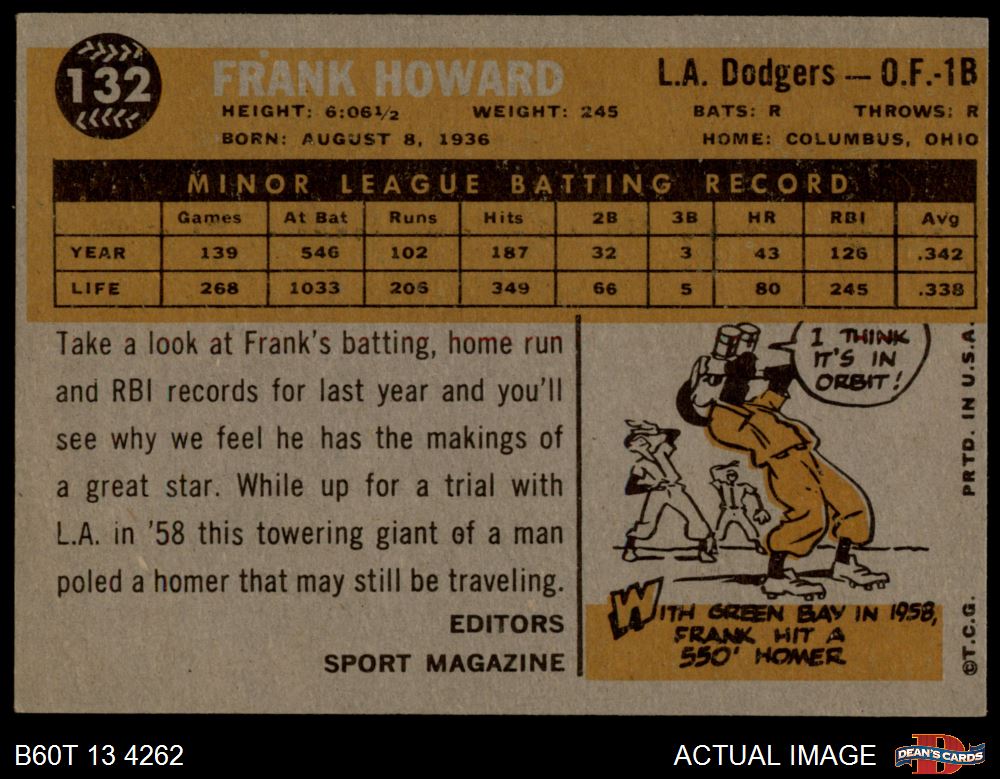 132
FRANK HOWARD
L.A. Dodgers — O.F.-1B
HEIGHT: 6:06½ WEIGHT: 245 BATS: R THROWS: R
BORN: AUGUST 8, 1936 HOME: COLUMBUS, OHIO
MINOR LEAGUE BATTING RECORD
Games At Bat Runs Hits 2B 3B HR RBI Avg
YEAR 139 546 102 187 32 3 43 126 .342
LIFE 268 1033 206 349 66 5 80 245 .338
Take a look at Frank's batting, home run
and RBI records for last year and you'll
see why we feel he has the makings of
a great star. While up for a trial with
L.A. in '58 this towering giant of a man
poled a homer that may still be traveling.
EDITORS
SPORT MAGAZINE
I THINK
IT'S IN
ORBIT!
WITH GREEN BAY IN 1958,
FRANK HIT A
550' HOMER
PRTD. IN U.S.A.
©T.C.G.
B60T 13 4262
ACTUAL IMAGE
D
DEAN'S CARDS